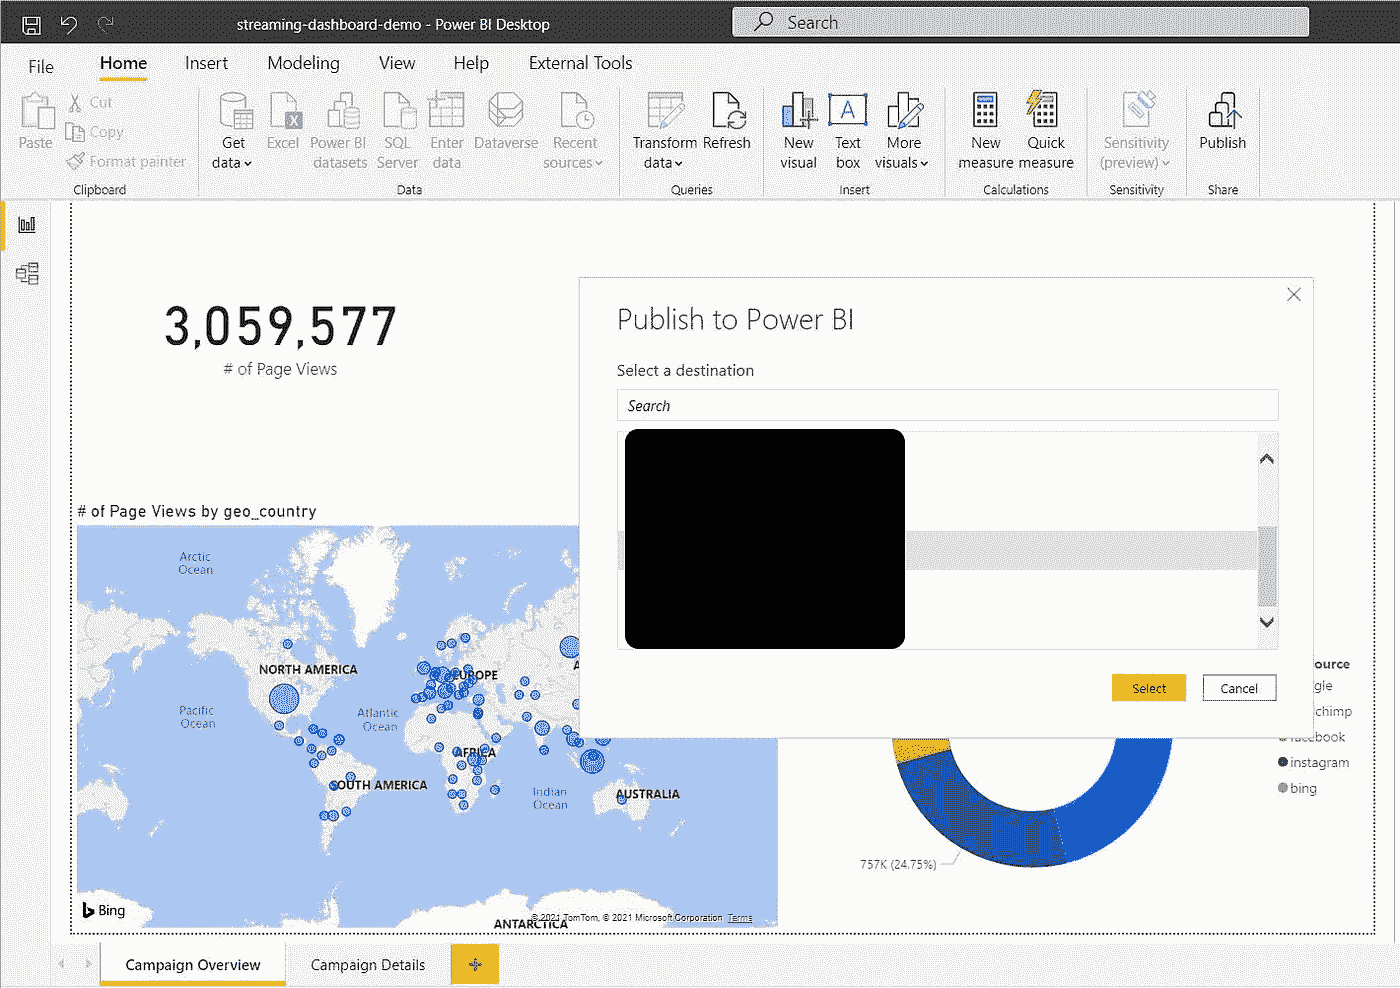 streaming-dashboard-demo - Power BI Desktop
Search
File
Home
Insert
Modeling
View
Help
External Tools
Paste
Cut
Copy
Format painter
Clipboard
Get
data
Excel
Power BI
datasets
SQL
Server
Enter
data
Dataverse
Recent
sources
Data
Transform
data
Refresh
Queries
New
visual
Text
box
More
visuals
Insert
New
measure
Quick
measure
Calculations
Sensitivity
(preview)
Sensitivity
Publish
Share
3,059,577
# of Page Views
Publish to Power BI
Select a destination
Search
Select
Cancel
# of Page Views by geo_country
Arctic
Ocean
NORTH AMERICA
EUROPE
Pacific
Ocean
Atlantic
Ocean
AFRICA
SOUTH AMERICA
Indian
Ocean
AUSTRALIA
ANTARCTICA
Bing
© 2021 TomTom, © 2021 Microsoft Corporation Terms
ource
gle
chimp
facebook
instagram
bing
757K (24.75%)
Campaign Overview
Campaign Details